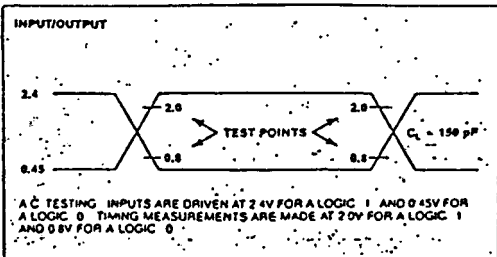 INPUT/OUTPUT
2.4
2.0
2.0
TEST POINTS
CL = 150 pF
0.8
0.8
0.45
A C TESTING INPUTS ARE DRIVEN AT 2 4V FOR A LOGIC 1 AND 0 45V FOR
A LOGIC 0 TIMING MEASUREMENTS ARE MADE AT 2 0V FOR A LOGIC 1
AND 0 8V FOR A LOGIC 0